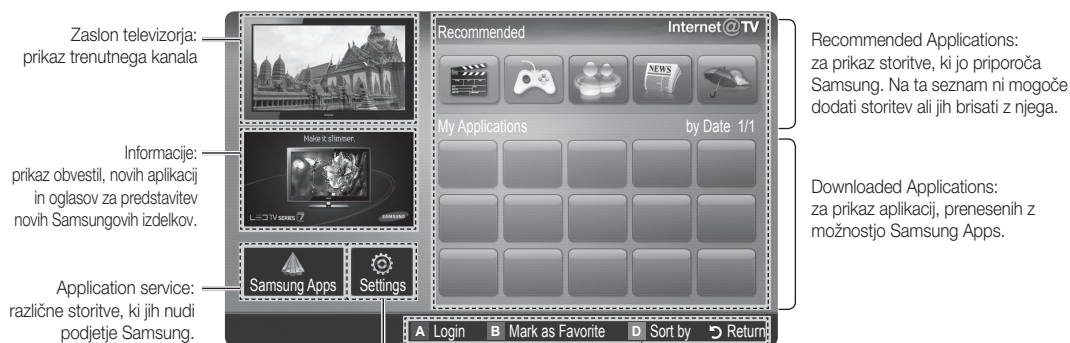 Zaslon televizorja:
prikaz trenutnega kanala
Informacije:
prikaz obvestil, novih aplikacij
in oglasov za predstavitev
novih Samsungovih izdelkov.
Application service:
različne storitve, ki jih nudi
podjetje Samsung.
Make it slimmer.
LED TV SERIES 7
SAMSUNG
Samsung Apps
Settings
Recommended
Internet@TV
NEWS
My Applications
by Date 1/1
A Login B Mark as Favorite D Sort by Return
Recommended Applications:
za prikaz storitve, ki jo priporoča
Samsung. Na ta seznam ni mogoče
dodati storitev ali jih brisati z njega.
Downloaded Applications:
za prikaz aplikacij, prenesenih z
možnostjo Samsung Apps.